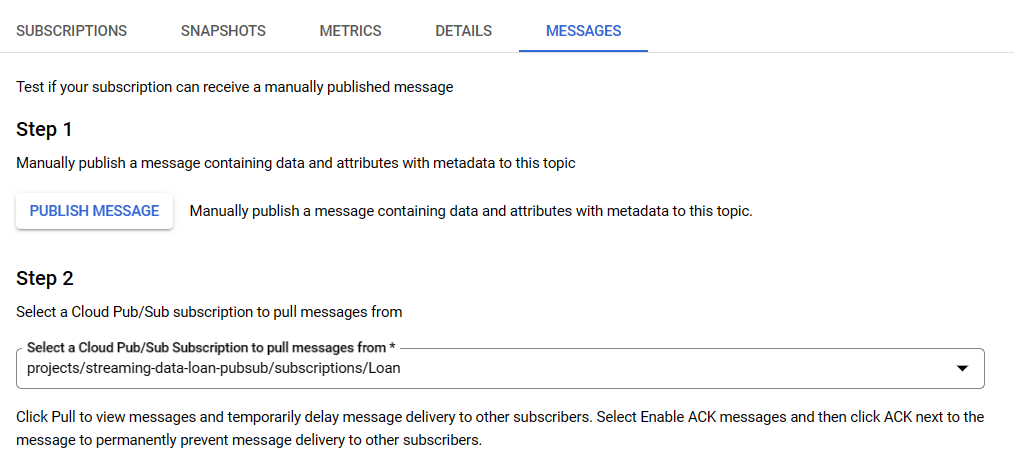 SUBSCRIPTIONS SNAPSHOTS METRICS DETAILS MESSAGES
Test if your subscription can receive a manually published message
Step 1
Manually publish a message containing data and attributes with metadata to this topic
PUBLISH MESSAGE Manually publish a message containing data and attributes with metadata to this topic.
Step 2
Select a Cloud Pub/Sub subscription to pull messages from
Select a Cloud Pub/Sub Subscription to pull messages from *
projects/streaming-data-loan-pubsub/subscriptions/Loan
Click Pull to view messages and temporarily delay message delivery to other subscribers. Select Enable ACK messages and then click ACK next to the
message to permanently prevent message delivery to other subscribers.